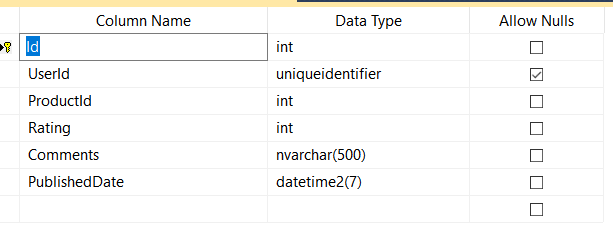 Column Name Data Type Allow Nulls
Id int
UserId uniqueidentifier
ProductId int
Rating int
Comments nvarchar(500)
PublishedDate datetime2(7)